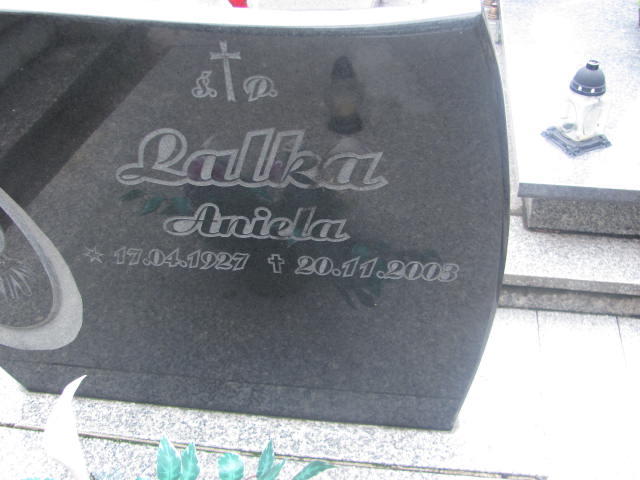 Ś. D.
Lalka
Aniela
17.04.1927 † 20.11.2003